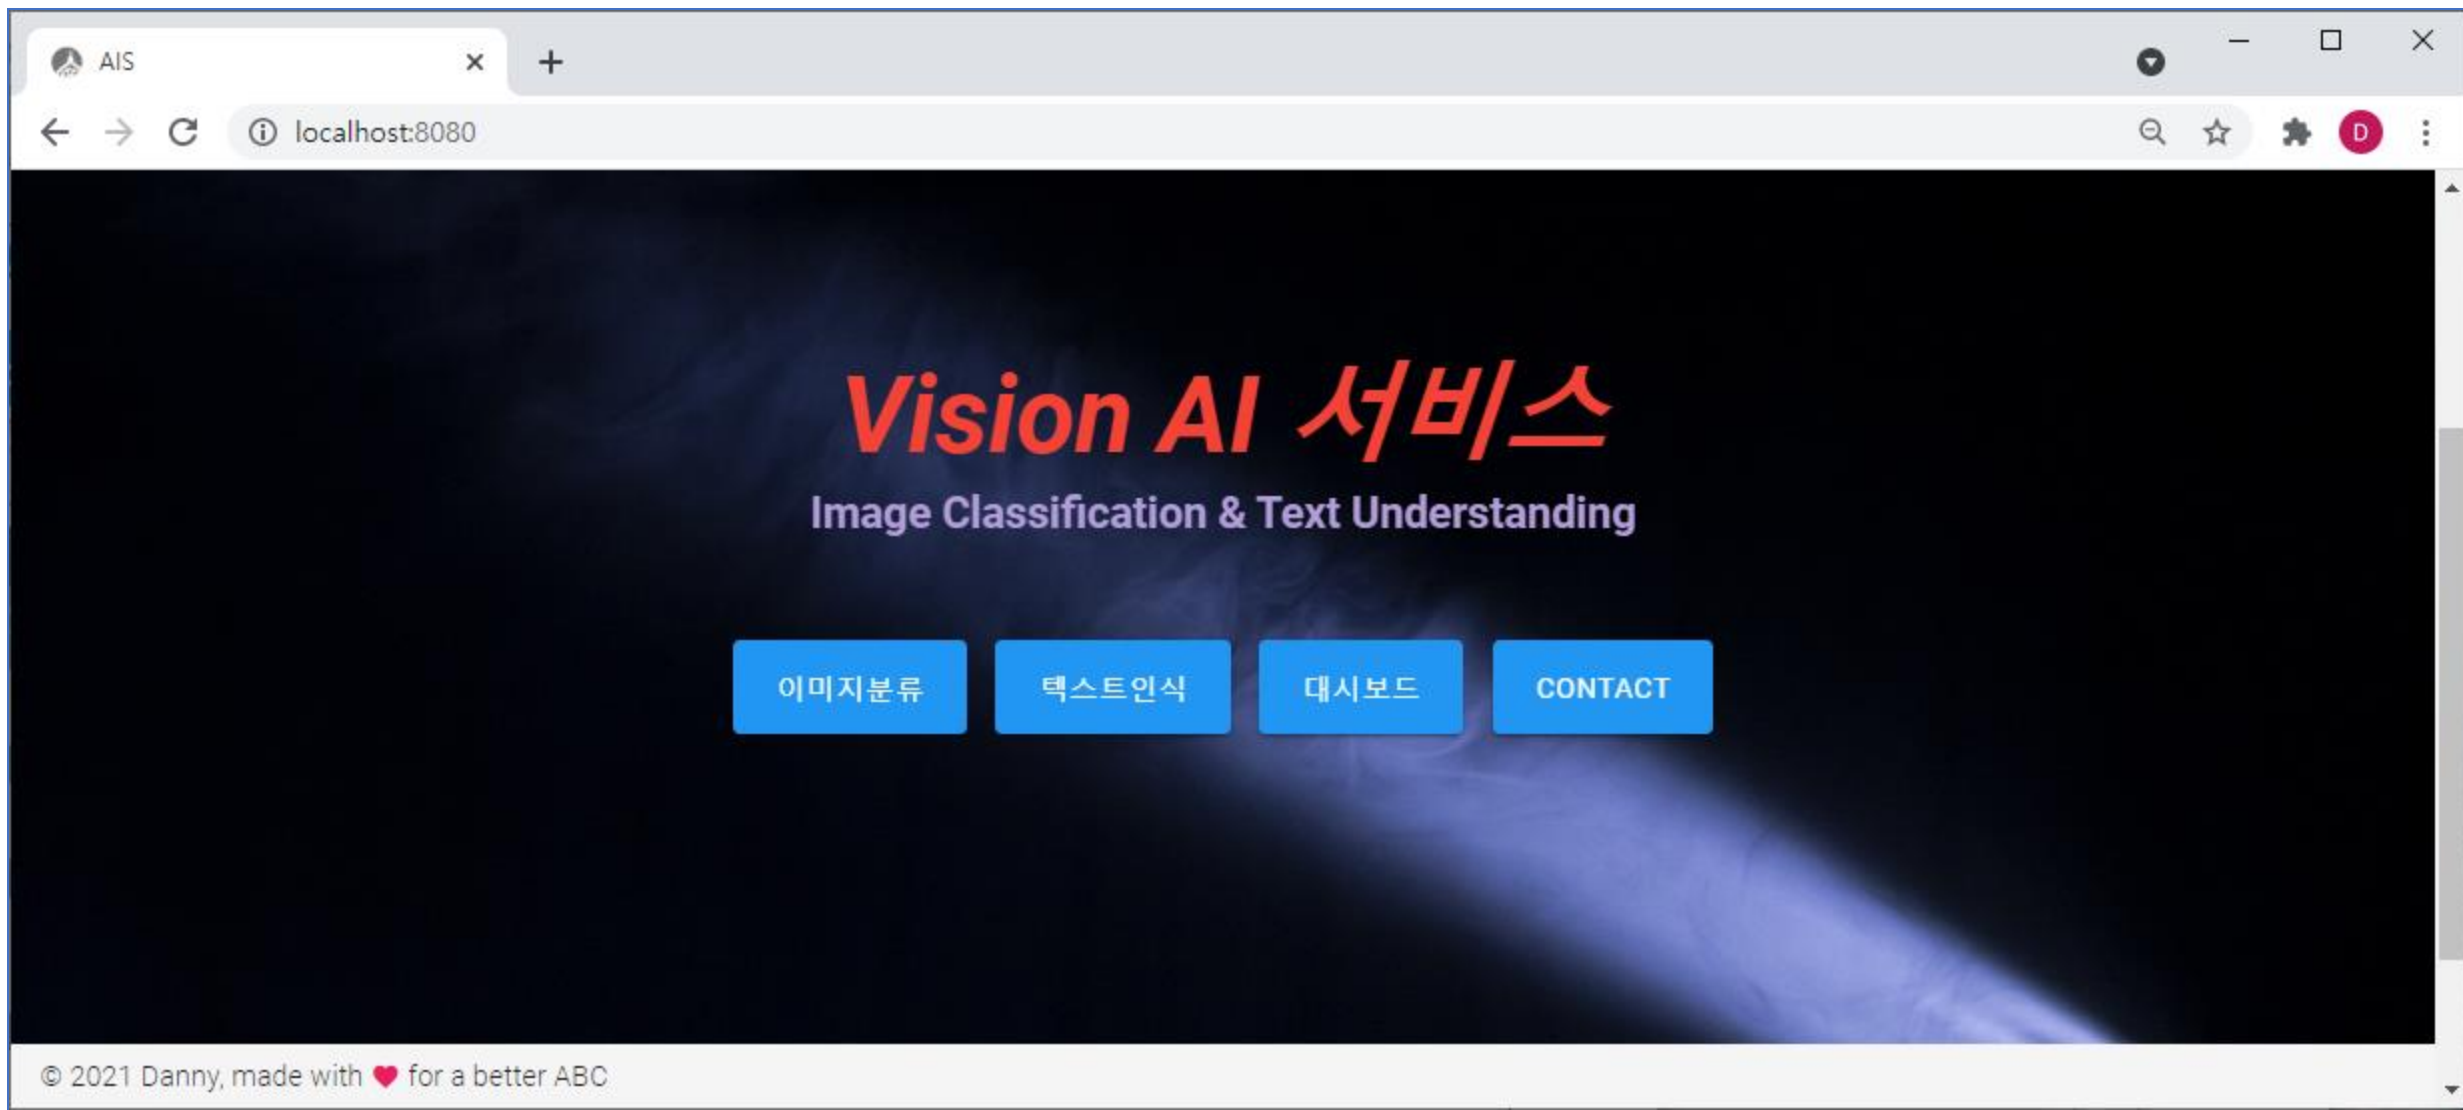 AIS
localhost:8080
D
Vision AI 서비스
Image Classification & Text Understanding
이미지분류 텍스트인식 대시보드 CONTACT
© 2021 Danny, made with ♥ for a better ABC